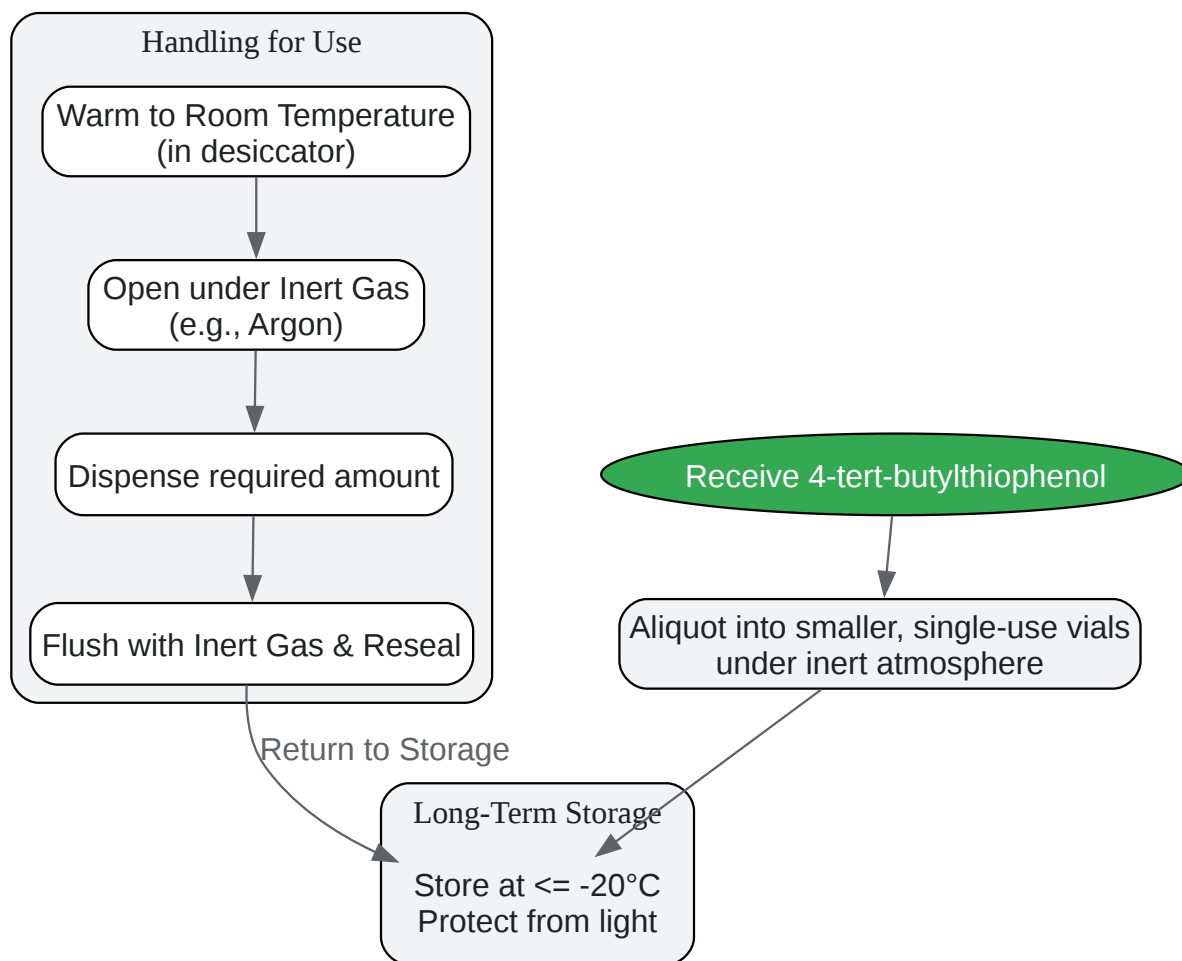 Handling for Use
Warm to Room Temperature
(in desiccator)
Open under Inert Gas
(e.g., Argon)
Dispense required amount
Flush with Inert Gas & Reseal
Receive 4-tert-butylthiophenol
Aliquot into smaller, single-use vials
under inert atmosphere
Return to Storage
Long-Term Storage
Store at <= -20°C
Protect from light